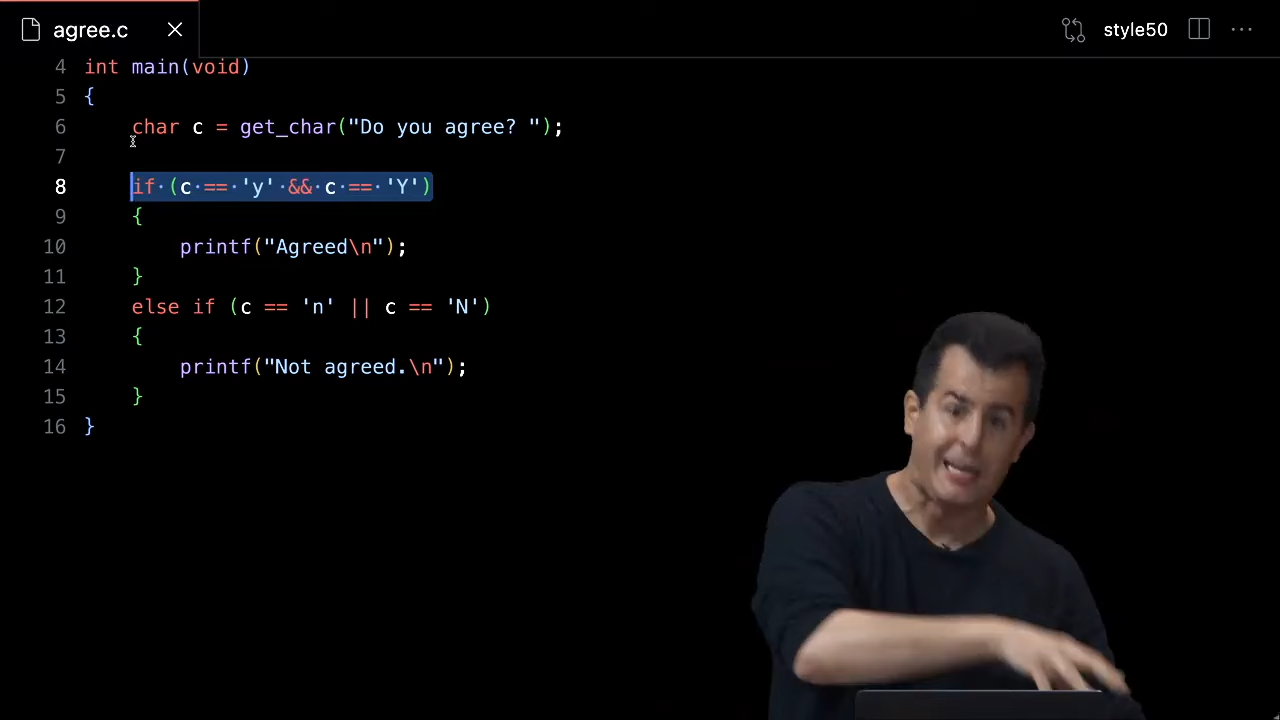 agree.c
style50
4 int main(void)
5 {
6 char c = get_char("Do you agree? ");
7
8 if (c == 'y' && c == 'Y')
9 {
10 printf("Agreed\n");
11 }
12 else if (c == 'n' || c == 'N')
13 {
14 printf("Not agreed.\n");
15 }
16 }